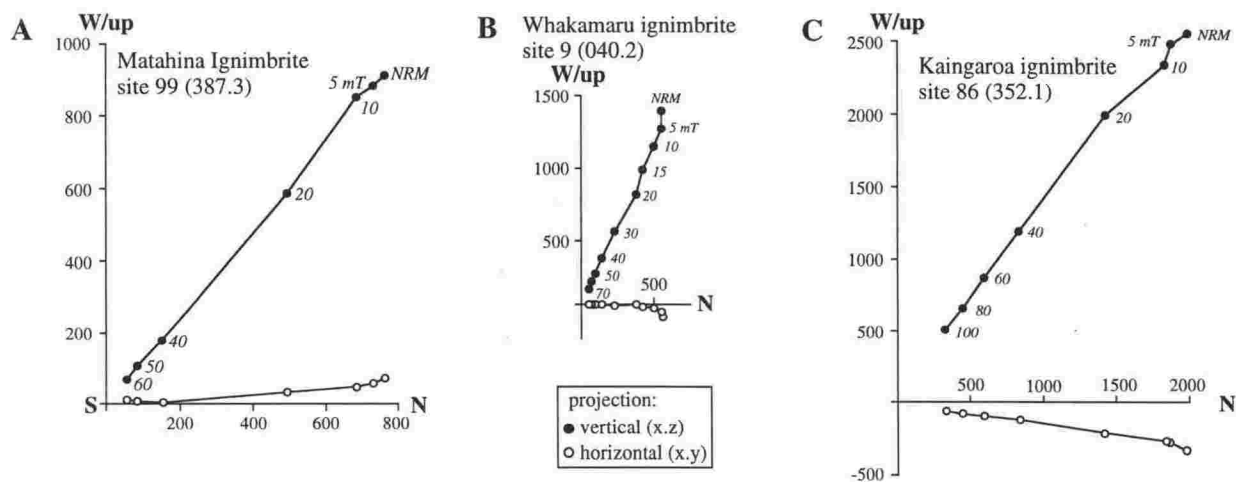 A
W/up
1000
Matahina Ignimbrite
site 99 (387.3)
5 mT
NRM
10
800
20
600
400
40
200
50
60
S
200
400
600
800
N
B
Whakamaru ignimbrite
site 9 (040.2)
W/up
1500
NRM
5 mT
10
1000
15
20
30
500
40
50
70
500
N
projection:
● vertical (x.z)
○ horizontal (x.y)
C
W/up
2500
5 mT
NRM
10
Kaingaroa ignimbrite
site 86 (352.1)
2000
20
1500
40
1000
60
80
500
100
500
1000
1500
2000
N
-500